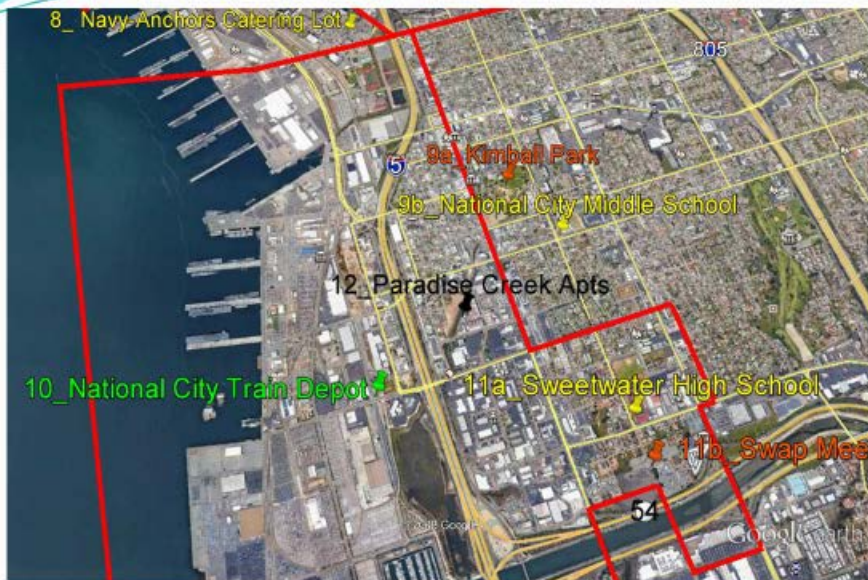 8_ Navy-Anchors Catering Lot
805
5
9a_Kimball Park
9b_National City Middle School
12_Paradise Creek Apts
10_National City Train Depot
11a_Sweetwater High School
11b_Swap Mee
54
Google earth